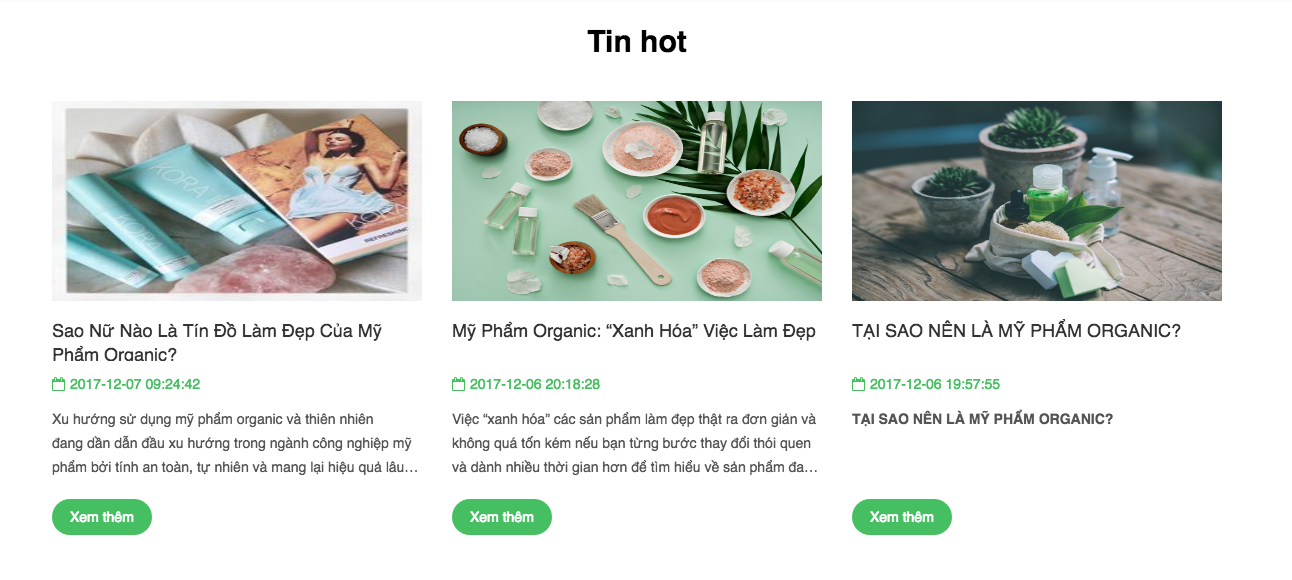 Tin hot
KORA
KORA
KORA
REFRESHING
Sao Nữ Nào Là Tín Đồ Làm Đẹp Của Mỹ
Phẩm Organic?
2017-12-07 09:24:42
Xu hướng sử dụng mỹ phẩm organic và thiên nhiên
đang dần dẫn đầu xu hướng trong ngành công nghiệp mỹ
phẩm bởi tính an toàn, tự nhiên và mang lại hiệu quả lâu…
Xem thêm
Mỹ Phẩm Organic: “Xanh Hóa” Việc Làm Đẹp
2017-12-06 20:18:28
Việc “xanh hóa” các sản phẩm làm đẹp thật ra đơn giản và
không quá tốn kém nếu bạn từng bước thay đổi thói quen
và dành nhiều thời gian hơn để tìm hiểu về sản phẩm đa…
Xem thêm
TẠI SAO NÊN LÀ MỸ PHẨM ORGANIC?
2017-12-06 19:57:55
TẠI SAO NÊN LÀ MỸ PHẨM ORGANIC?
Xem thêm